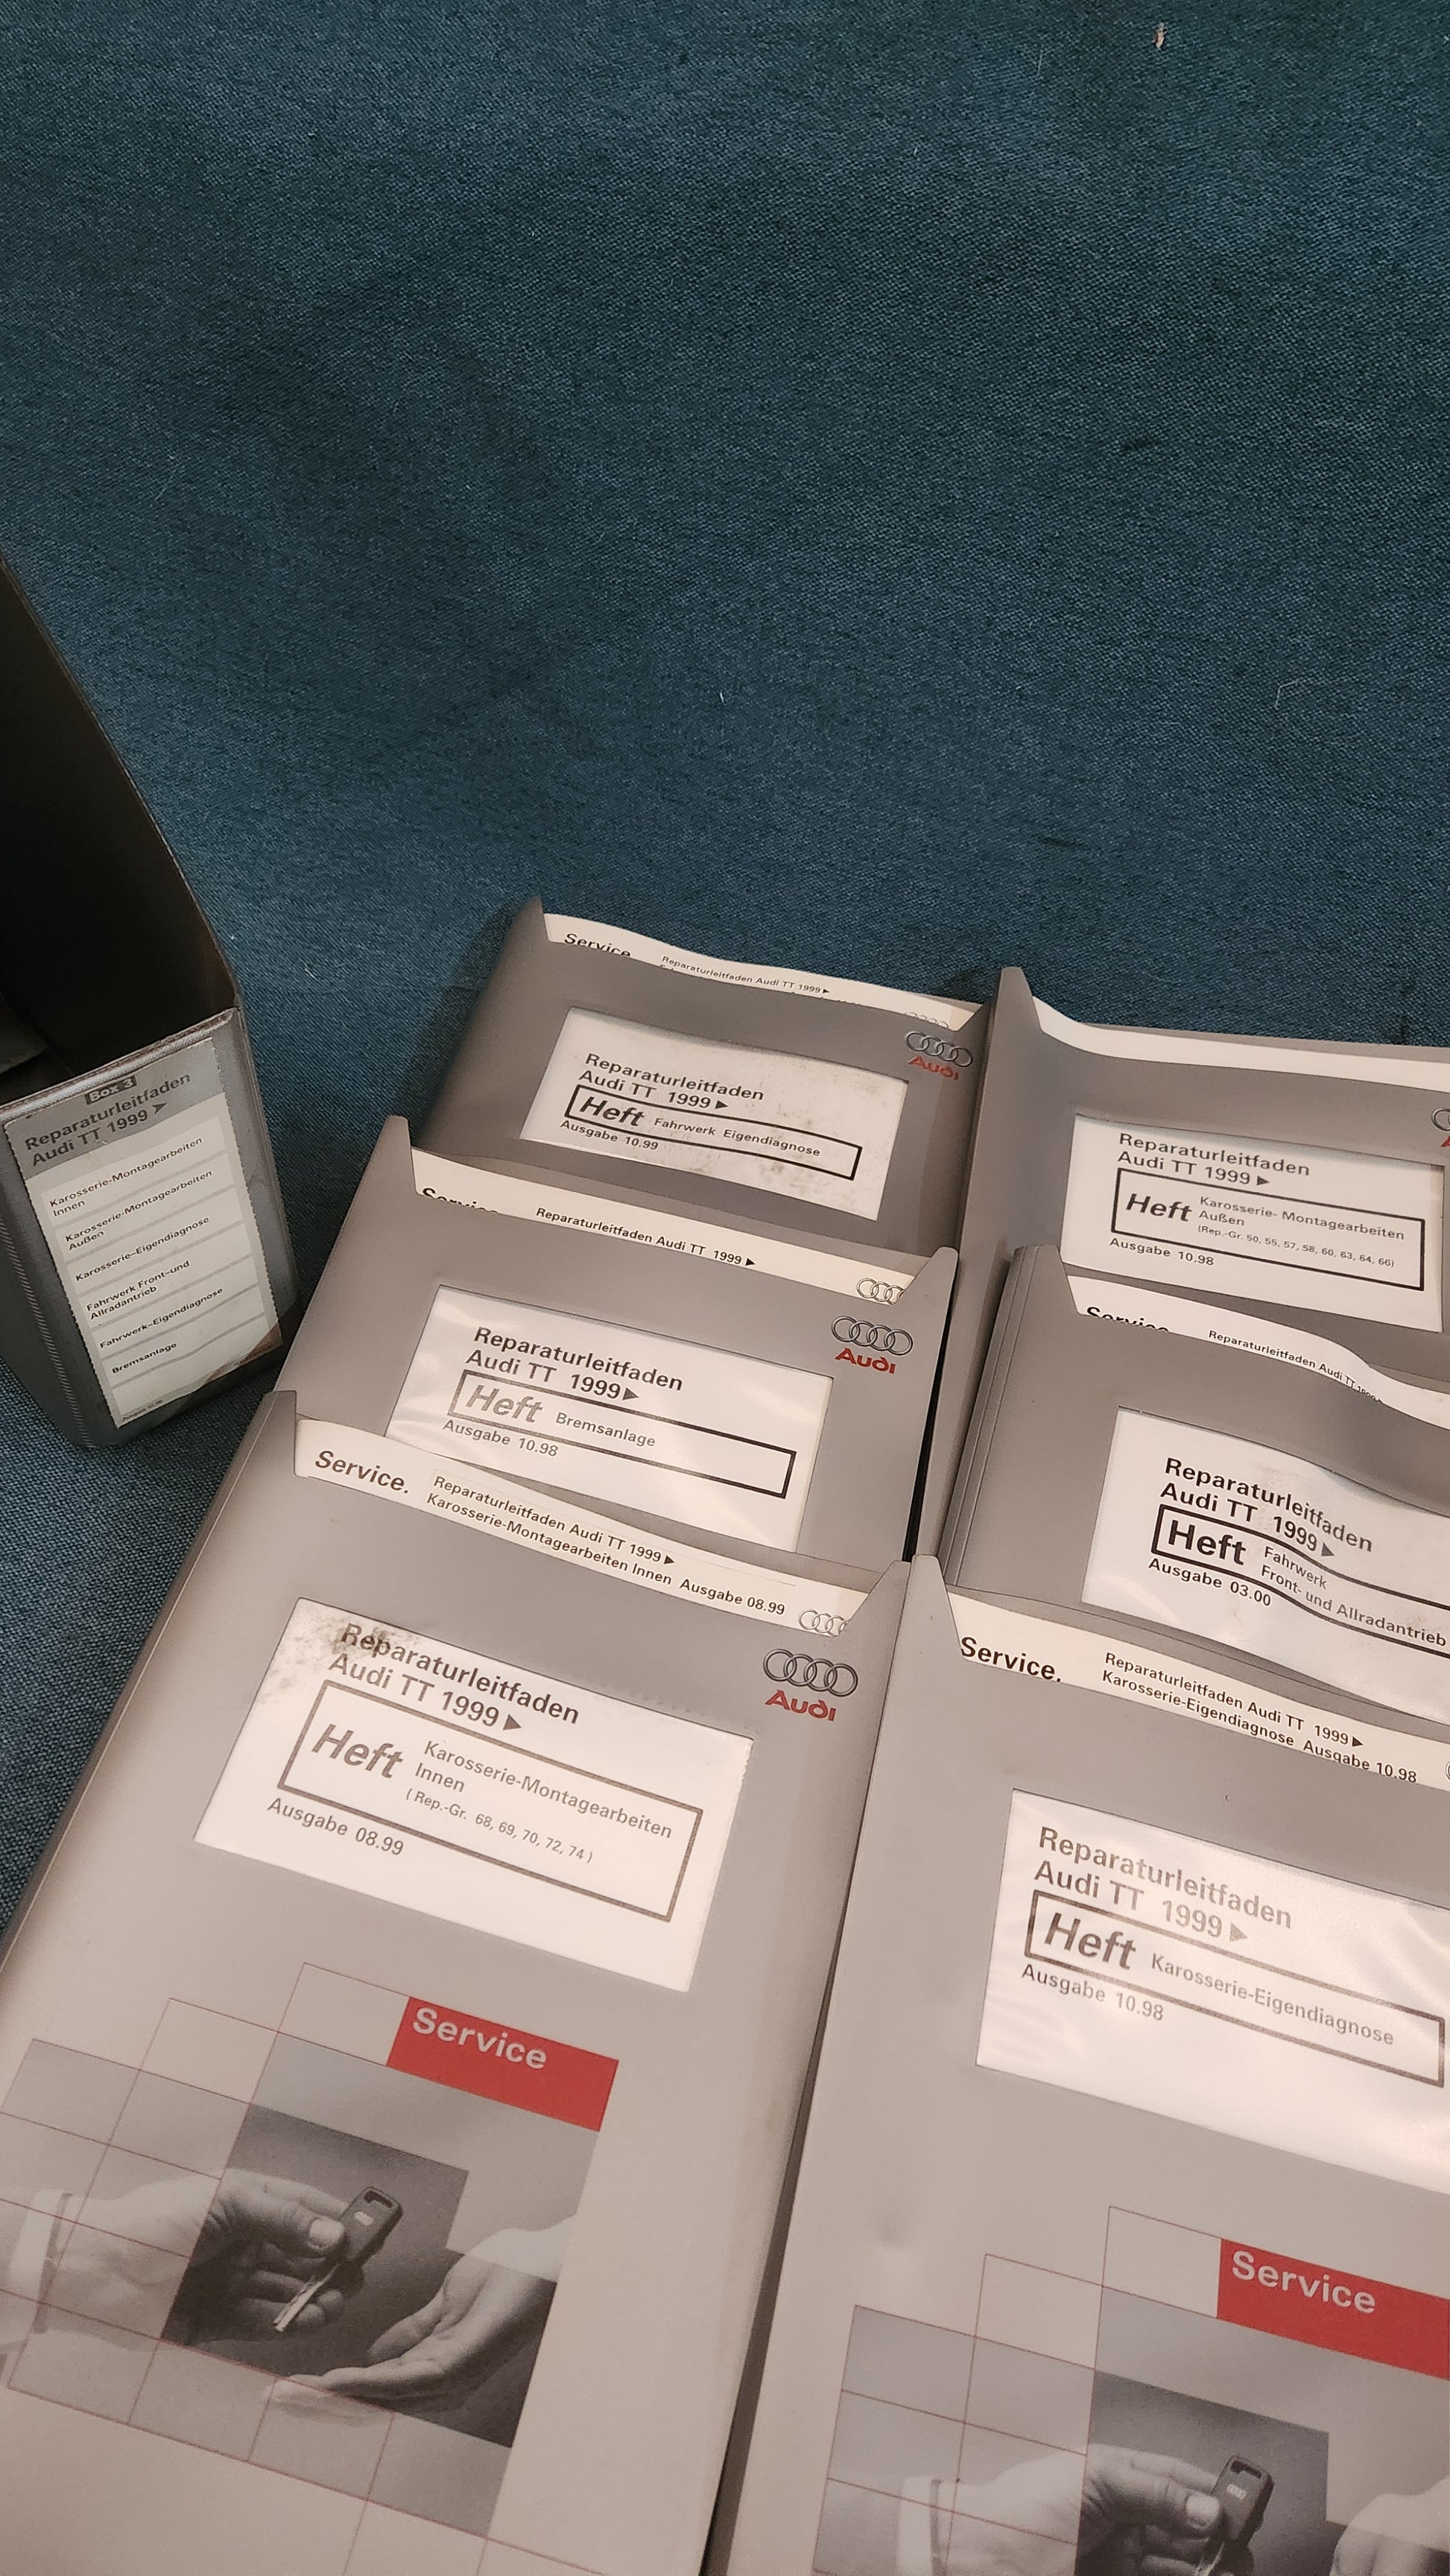 Box 3
Reparaturleitfaden
Audi TT 1999 ➤
Karosserie-Montagearbeiten
Innen
Karosserie-Montagearbeiten
Außen
Karosserie-Eigendiagnose
Fahrwerk Front-und
Allradantrieb
Fahrwerk-Eigendiagnose
Bremsanlage
Service
Reparaturleitfaden Audi TT 1999 ➤
Audi
Reparaturleitfaden
Audi TT 1999 ➤
Heft Fahrwerk Eigendiagnose
Ausgabe 10.99
Reparaturleitfaden
Audi TT 1999 ➤
Heft Karosserie- Montagearbeiten
Außen
(Rep.-Gr. 50, 55, 57, 58, 60, 63, 64, 66)
Ausgabe 10.98
Service
Reparaturleitfaden Audi TT 1999 ➤
Audi
Reparaturleitfaden
Audi TT 1999 ➤
Heft Bremsanlage
Ausgabe 10.98
Service
Reparaturleitfaden Audi TT 1999
Reparaturleitfaden
Audi TT 1999 ➤
Heft Fahrwerk
Front- und Allradantrieb
Ausgabe 03.00
Service.
Reparaturleitfaden Audi TT 1999 ➤
Karosserie-Montagearbeiten Innen Ausgabe 08.99
Audi
Reparaturleitfaden
Audi TT 1999 ➤
Heft Karosserie-Montagearbeiten
Innen
( Rep.-Gr. 68, 69, 70, 72, 74 )
Ausgabe 08.99
Service
Service.
Reparaturleitfaden Audi TT 1999 ➤
Karosserie-Eigendiagnose Ausgabe 10.98
Reparaturleitfaden
Audi TT 1999 ➤
Heft Karosserie-Eigendiagnose
Ausgabe 10.98
Service